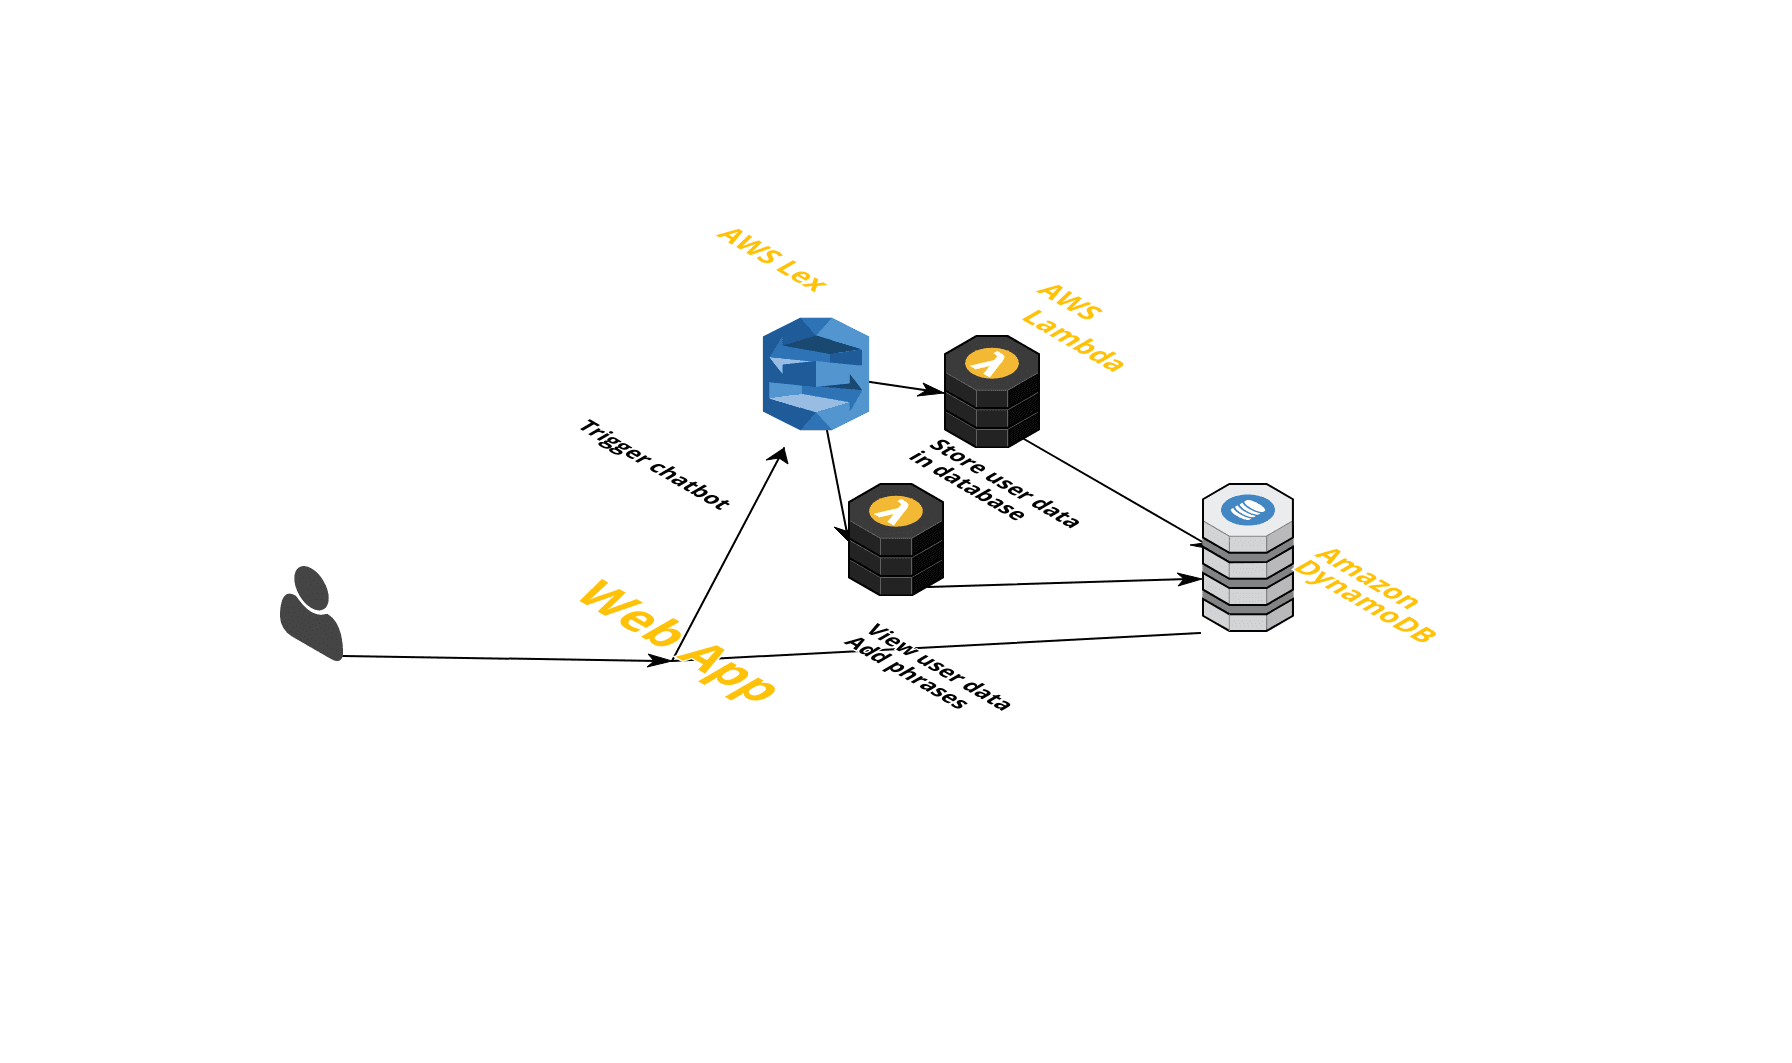 AWS Lex
AWS
Lambda
Trigger chatbot
Store user data
in database
Amazon
DynamoDB
Web App
View user data
Add phrases